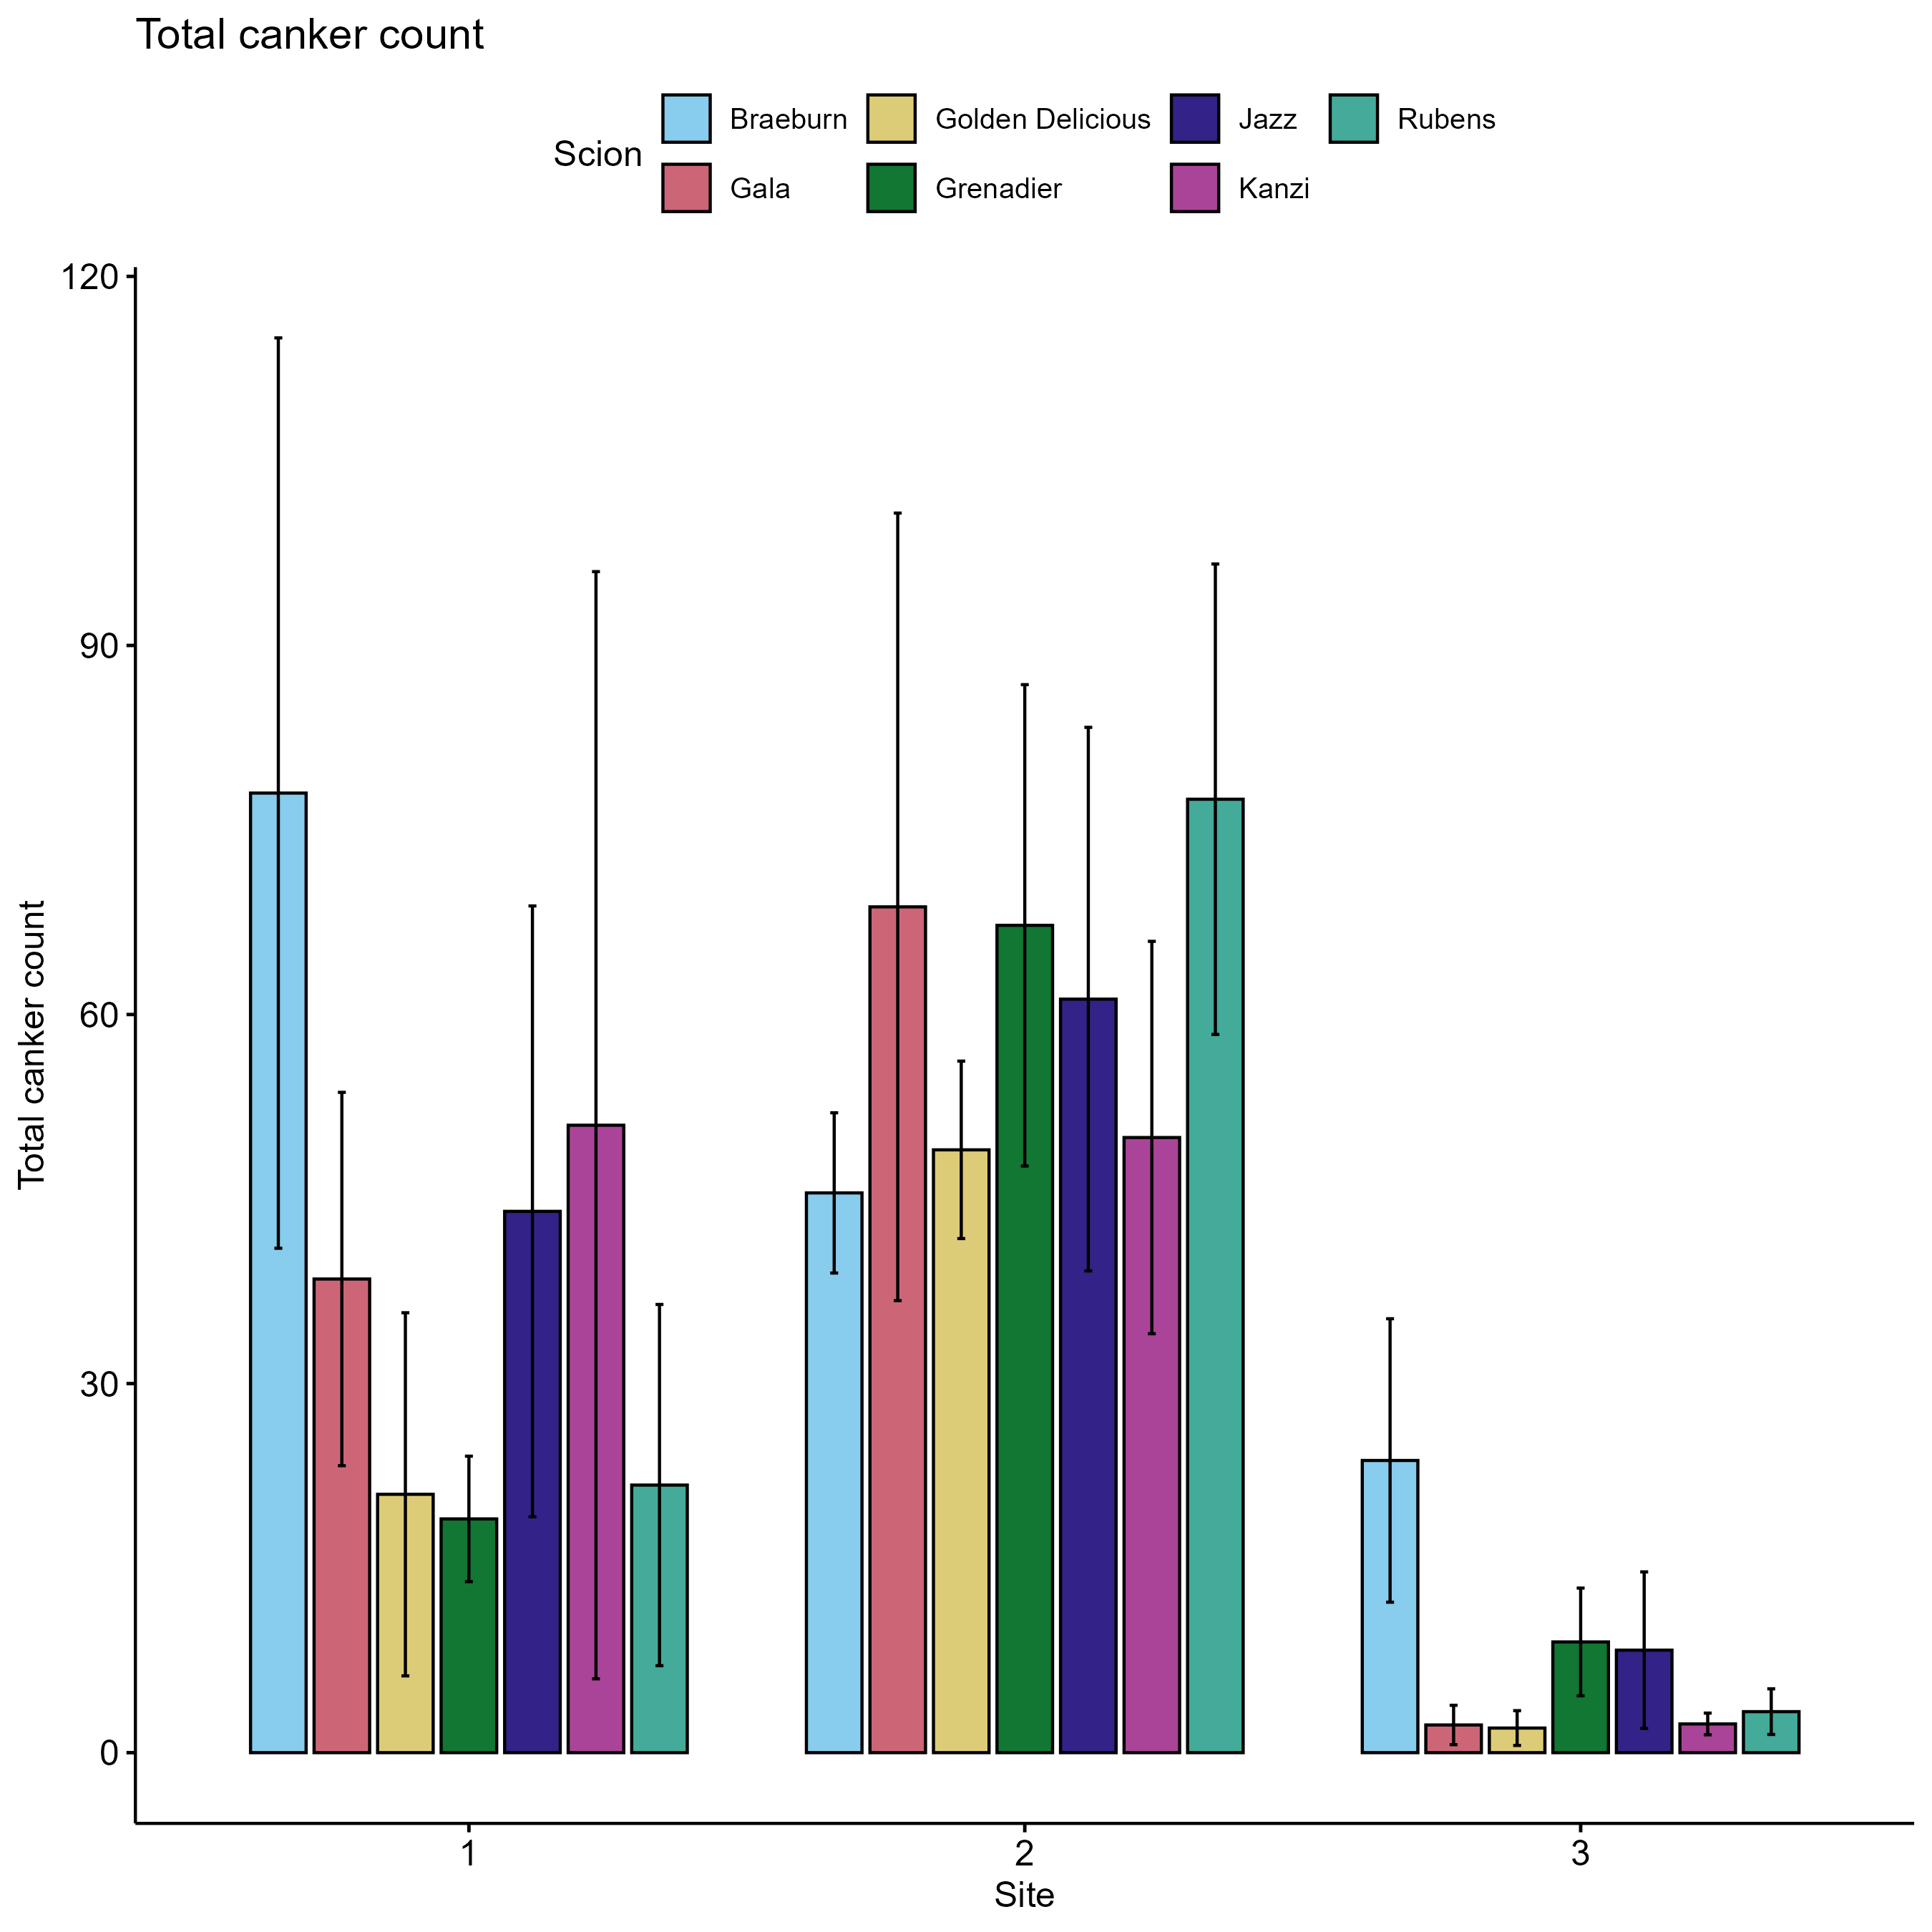 Total canker count
Scion
Braeburn
Golden Delicious
Jazz
Rubens
Gala
Grenadier
Kanzi
120
90
60
30
0
Total canker count
1
2
3
Site